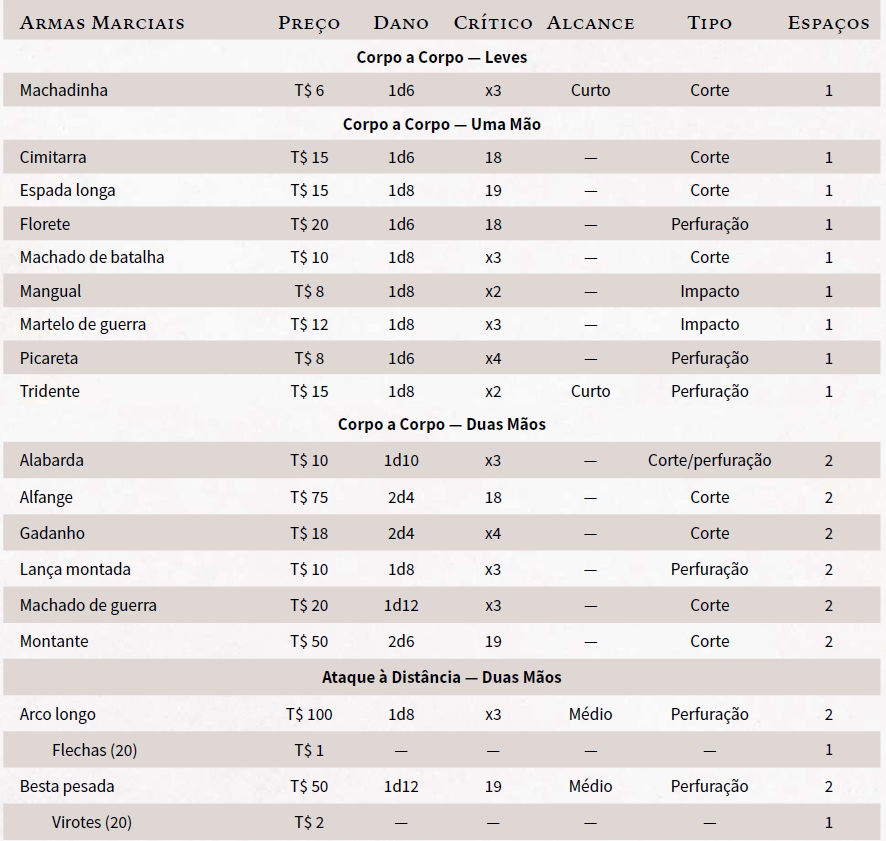 Armas Marciais Preço Dano Crítico Alcance Tipo Espaços
Corpo a Corpo — Leves
Machadinha T$ 6 1d6 x3 Curto Corte 1
Corpo a Corpo — Uma Mão
Cimitarra T$ 15 1d6 18 — Corte 1
Espada longa T$ 15 1d8 19 — Corte 1
Florete T$ 20 1d6 18 — Perfuração 1
Machado de batalha T$ 10 1d8 x3 — Corte 1
Mangual T$ 8 1d8 x2 — Impacto 1
Martelo de guerra T$ 12 1d8 x3 — Impacto 1
Picareta T$ 8 1d6 x4 — Perfuração 1
Tridente T$ 15 1d8 x2 Curto Perfuração 1
Corpo a Corpo — Duas Mãos
Alabarda T$ 10 1d10 x3 — Corte/perfuração 2
Alfange T$ 75 2d4 18 — Corte 2
Gadanho T$ 18 2d4 x4 — Corte 2
Lança montada T$ 10 1d8 x3 — Perfuração 2
Machado de guerra T$ 20 1d12 x3 — Corte 2
Montante T$ 50 2d6 19 — Corte 2
Ataque à Distância — Duas Mãos
Arco longo T$ 100 1d8 x3 Médio Perfuração 2
Flechas (20) T$ 1 — — — — 1
Besta pesada T$ 50 1d12 19 Médio Perfuração 2
Virotes (20) T$ 2 — — — — 1